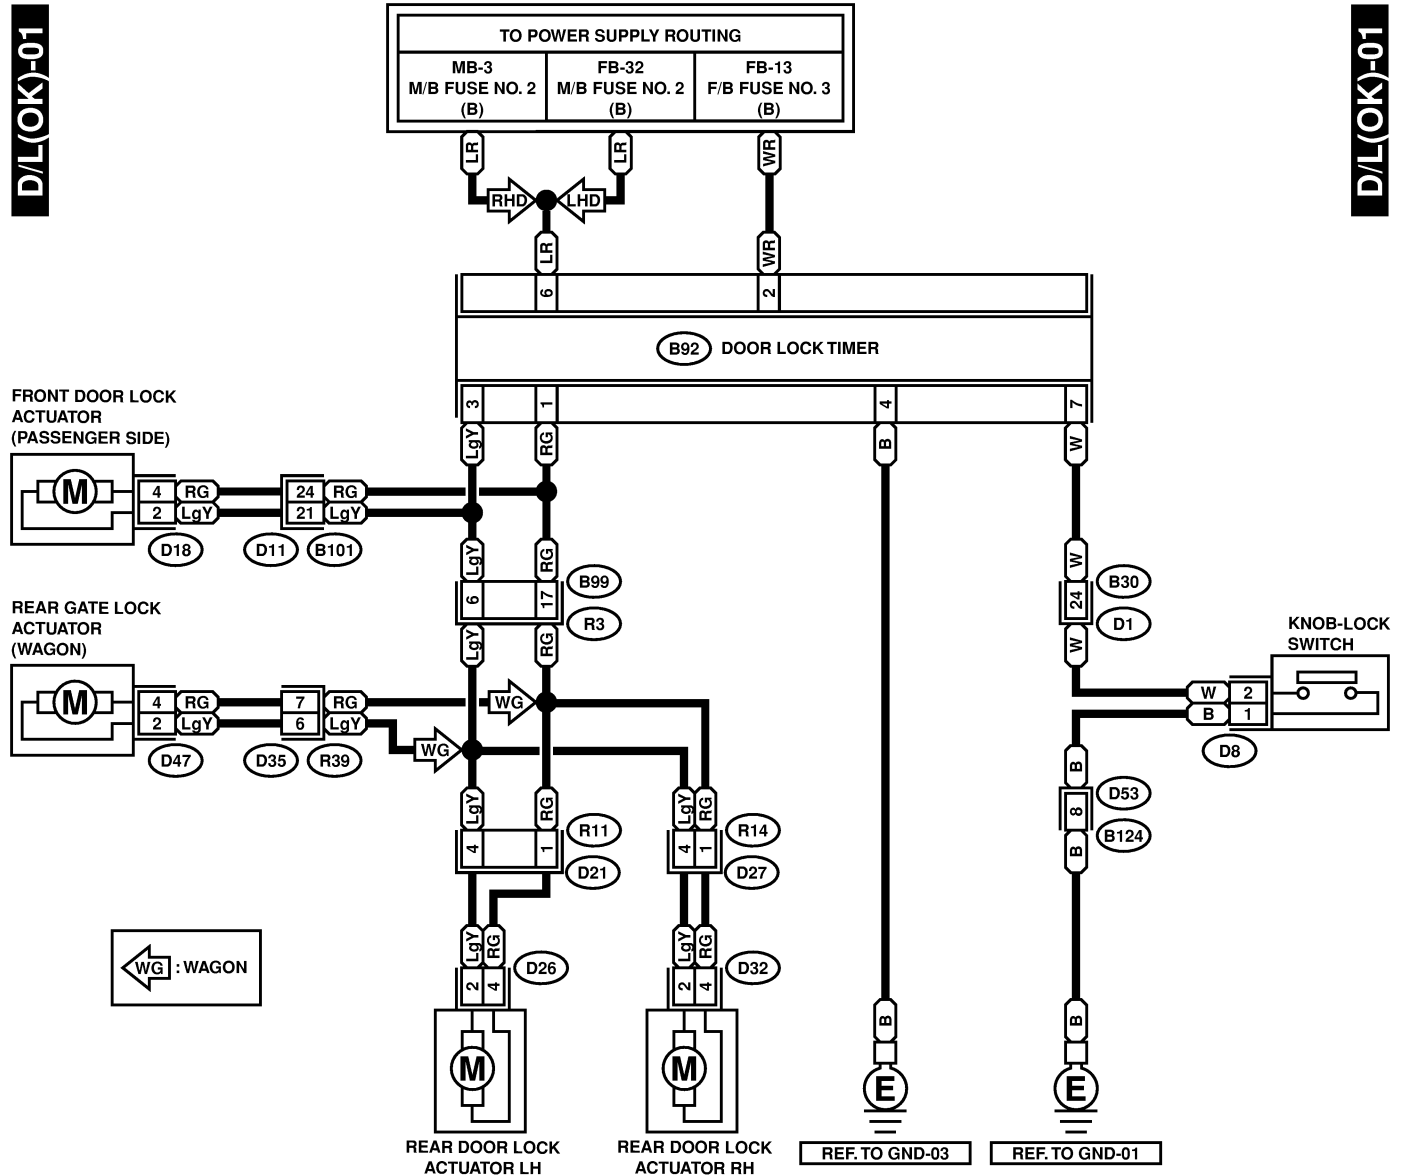 D/L(OK)-01
D/L(OK)-01
TO POWER SUPPLY ROUTING
MB-3
M/B FUSE NO. 2
(B)
FB-32
M/B FUSE NO. 2
(B)
FB-13
F/B FUSE NO. 3
(B)
LR
LR
WR
RHD
LHD
LR
WR
6
2
B92
DOOR LOCK TIMER
3
1
4
7
LgY
RG
B
W
FRONT DOOR LOCK
ACTUATOR
(PASSENGER SIDE)
M
4
RG
24
RG
2
LgY
21
LgY
D18
D11
B101
LgY
RG
W
6
17
B99
R3
24
B30
D1
LgY
RG
W
REAR GATE LOCK
ACTUATOR
(WAGON)
M
4
RG
7
RG
2
LgY
6
LgY
D47
D35
R39
WG
WG
KNOB-LOCK
SWITCH
W
2
B
1
D8
B
8
D53
B124
B
LgY
RG
LgY
RG
4
1
R11
D21
4
1
R14
D27
LgY
RG
D26
LgY
RG
D32
2
4
2
4
WG
: WAGON
M
M
B
B
E
E
REAR DOOR LOCK
ACTUATOR LH
REAR DOOR LOCK
ACTUATOR RH
REF. TO GND-03
REF. TO GND-01